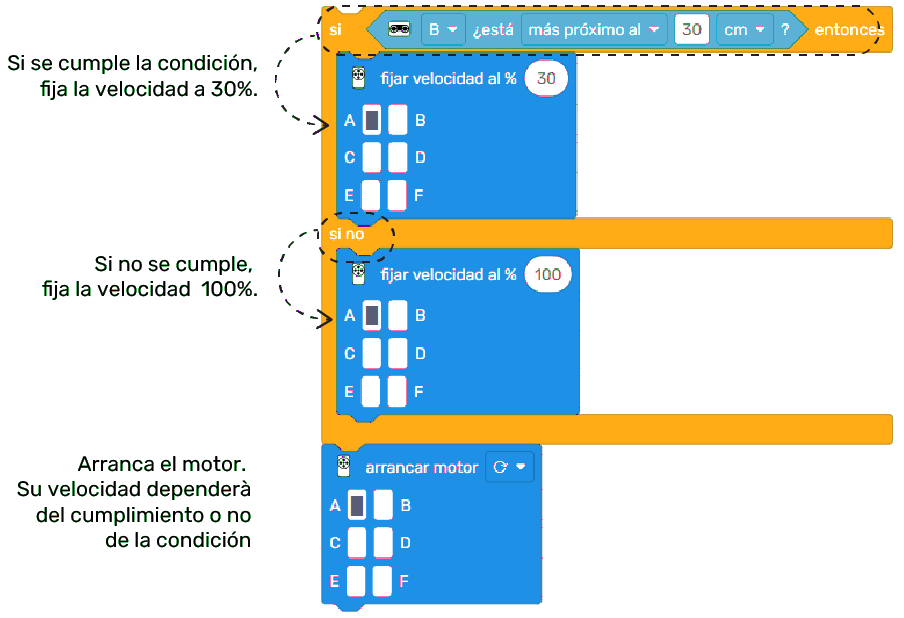 si B ¿está más próximo al 30 cm ? entonces
Si se cumple la condición,
fija la velocidad a 30%.
fijar velocidad al % 30
A B
C D
E F
si no
Si no se cumple,
fija la velocidad 100%.
fijar velocidad al % 100
A B
C D
E F
Arranca el motor.
Su velocidad dependerà
del cumplimiento o no
de la condición
arrancar motor
A B
C D
E F